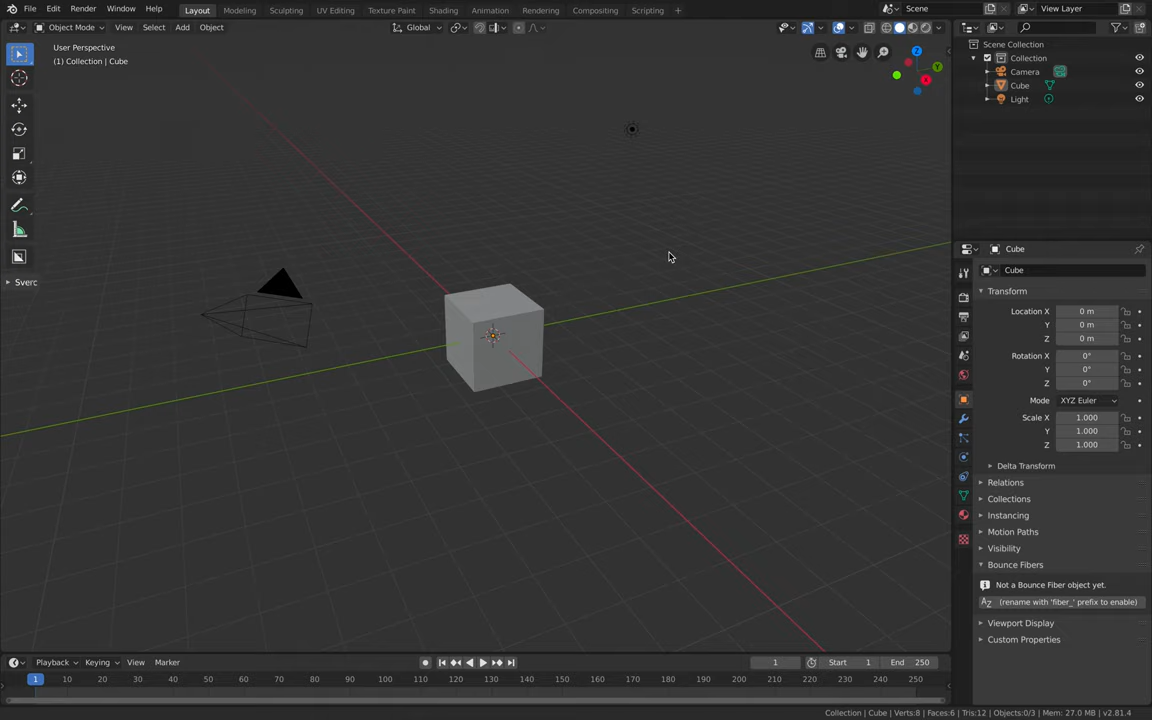 File Edit Render Window Help Layout Modeling Sculpting UV Editing Texture Paint Shading Animation Rendering Compositing Scripting + Scene View Layer
Object Mode View Select Add Object Global
User Perspective
(1) Collection | Cube
Z
Y
X
Sverc
Scene Collection
Collection
Camera
Cube
Light
Cube
Cube
Transform
Location X 0 m
Y 0 m
Z 0 m
Rotation X 0°
Y 0°
Z 0°
Mode XYZ Euler
Scale X 1.000
Y 1.000
Z 1.000
Delta Transform
Relations
Collections
Instancing
Motion Paths
Visibility
Bounce Fibers
Not a Bounce Fiber object yet.
(rename with 'fiber_' prefix to enable)
Viewport Display
Custom Properties
Playback Keying View Marker 1 Start 1 End 250
1 10 20 30 40 50 60 70 80 90 100 110 120 130 140 150 160 170 180 190 200 210 220 230 240 250
Collection | Cube | Verts:8 | Faces:6 | Tris:12 | Objects:0/3 | Mem: 27.0 MB | v2.81.4